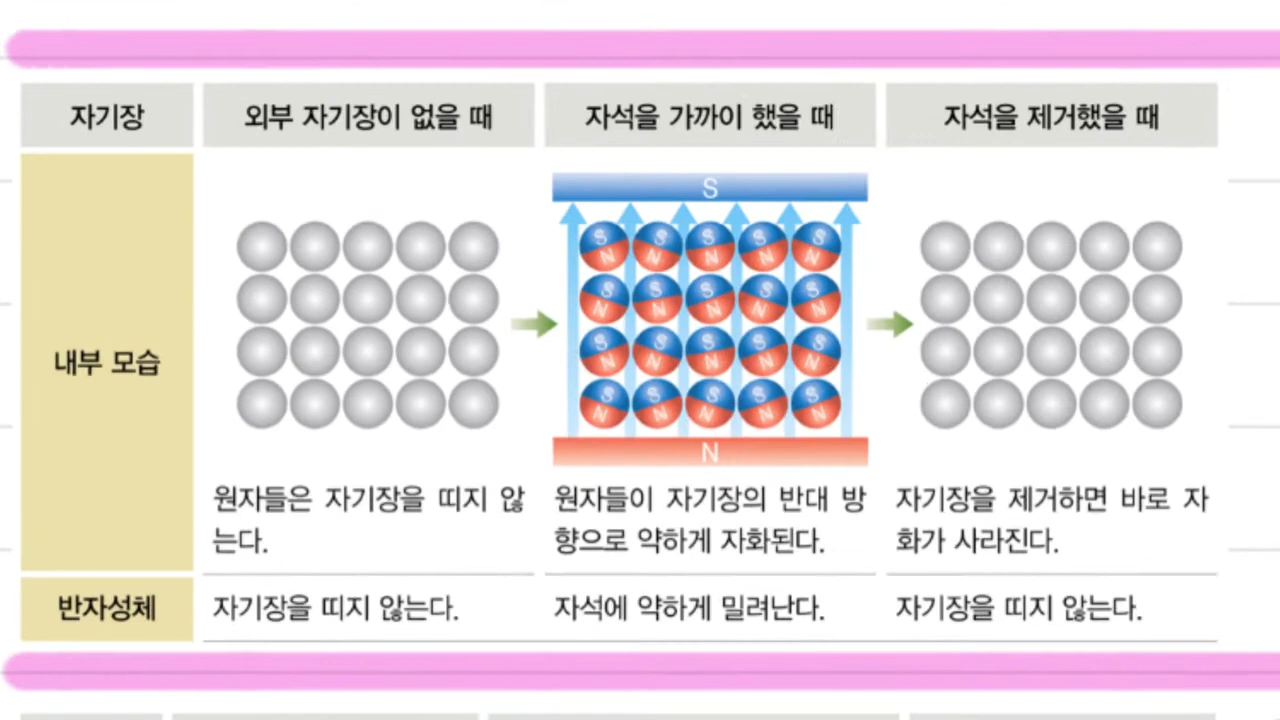 자기장
외부 자기장이 없을 때
자석을 가까이 했을 때
자석을 제거했을 때
내부 모습
S
S S S S S
N N N N N
S S S S S
N N N N N
S S S S S
N N N N N
S S S S S
N N N N N
N
원자들은 자기장을 띠지 않
는다.
원자들이 자기장의 반대 방
향으로 약하게 자화된다.
자기장을 제거하면 바로 자
화가 사라진다.
반자성체
자기장을 띠지 않는다.
자석에 약하게 밀려난다.
자기장을 띠지 않는다.